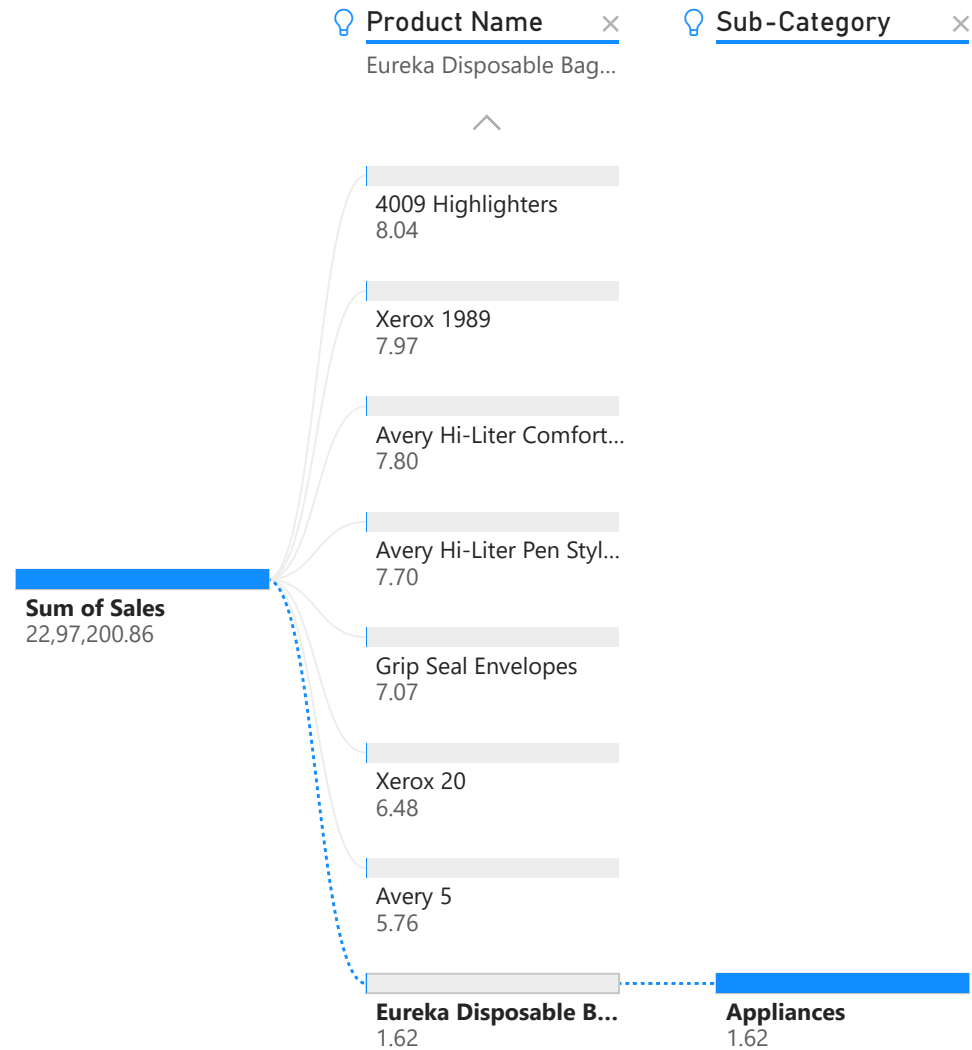 Product Name
Sub-Category
Eureka Disposable Bag...
4009 Highlighters
8.04
Xerox 1989
7.97
Avery Hi-Liter Comfort...
7.80
Avery Hi-Liter Pen Styl...
7.70
Sum of Sales
22,97,200.86
Grip Seal Envelopes
7.07
Xerox 20
6.48
Avery 5
5.76
Eureka Disposable B...
1.62
Appliances
1.62